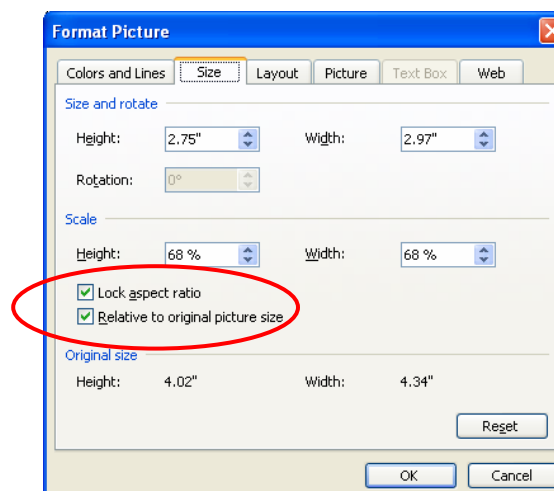 Format Picture
Colors and Lines Size Layout Picture Text Box Web
Size and rotate
Height: 2.75" Width: 2.97"
Rotation: 0°
Scale
Height: 68 % Width: 68 %
Lock aspect ratio
Relative to original picture size
Original size
Height: 4.02" Width: 4.34"
Reset
OK Cancel